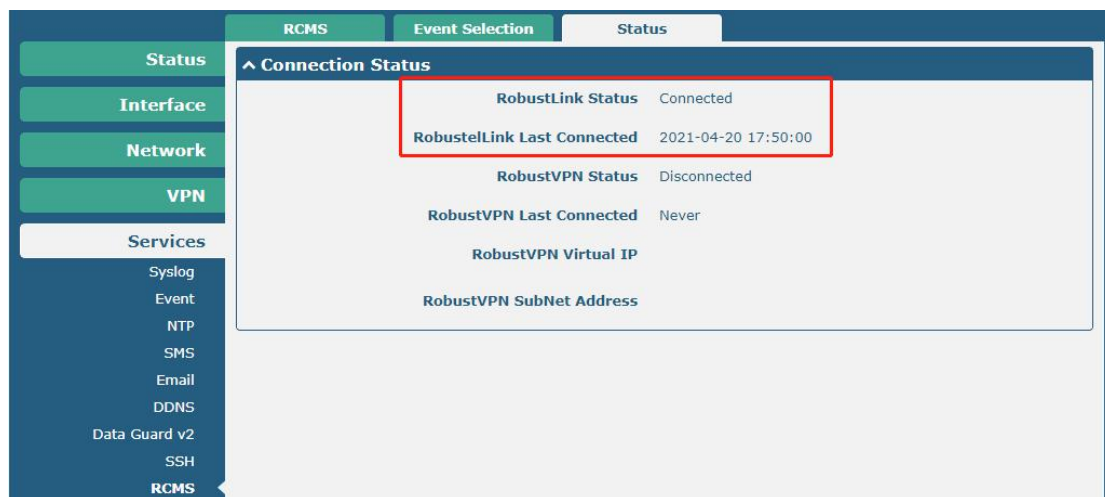 RCMS Event Selection Status
Status
Interface
Network
VPN
Services
Syslog
Event
NTP
SMS
Email
DDNS
Data Guard v2
SSH
RCMS
Connection Status
RobustLink Status Connected
RobustelLink Last Connected 2021-04-20 17:50:00
RobustVPN Status Disconnected
RobustVPN Last Connected Never
RobustVPN Virtual IP
RobustVPN SubNet Address